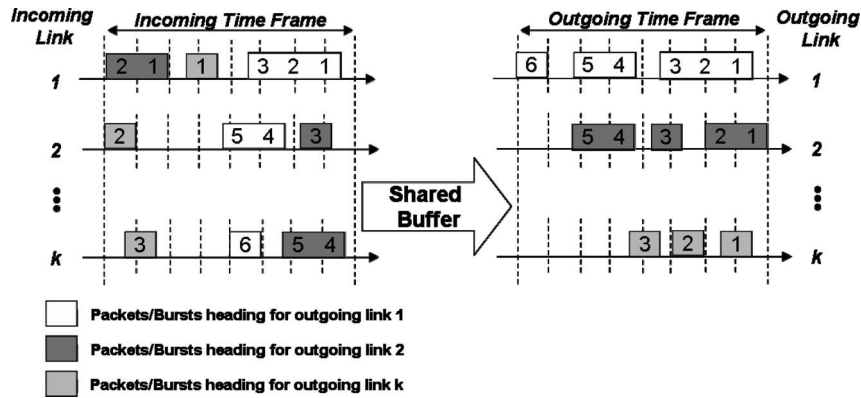 Incoming Link
Incoming Time Frame
1
2 1
1
3 2 1
2
2
5 4
3
k
3
6
5 4
Shared
Buffer
Outgoing Time Frame
Outgoing Link
6
5 4
3 2 1
1
5 4
3
2 1
2
3
2
1
k
Packets/Bursts heading for outgoing link 1
Packets/Bursts heading for outgoing link 2
Packets/Bursts heading for outgoing link k